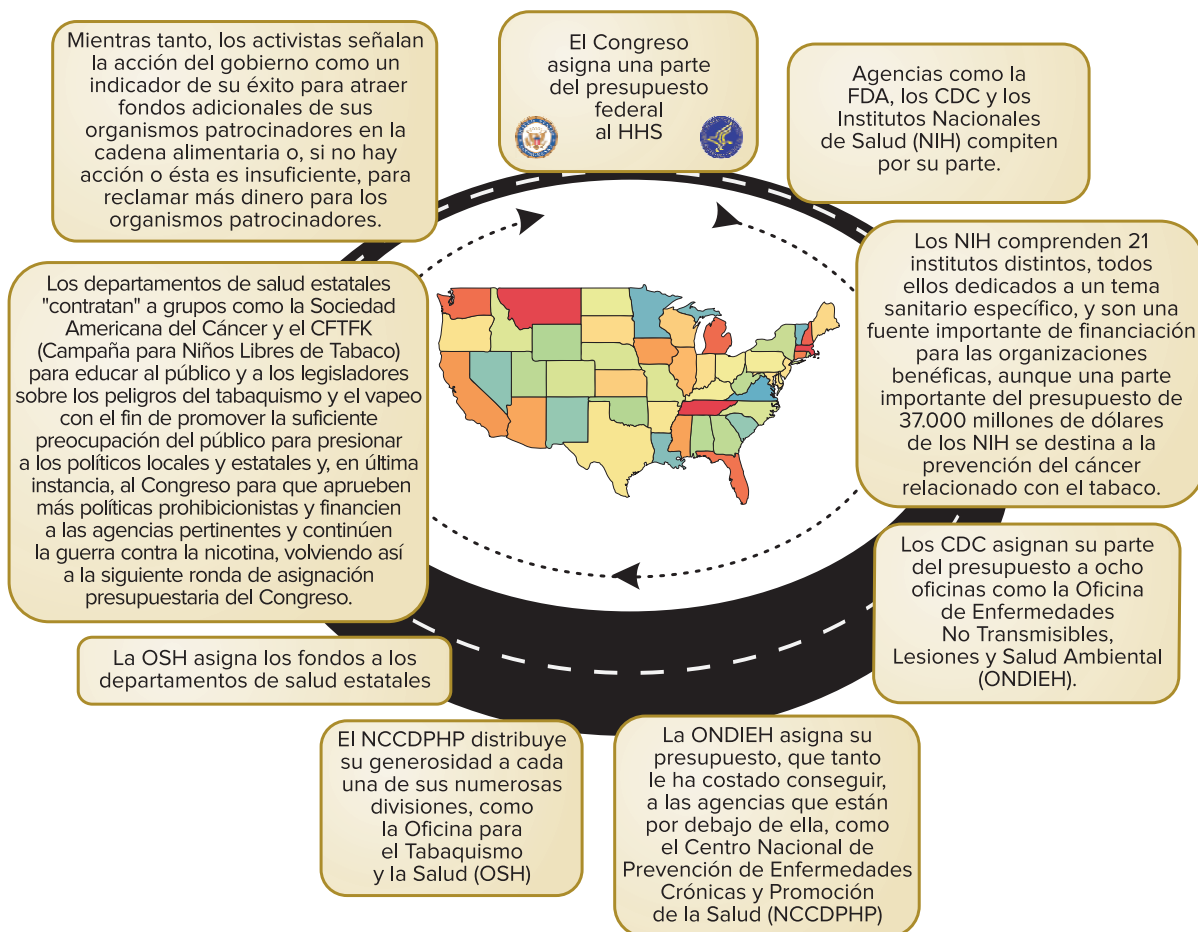 El Congreso
asigna una parte
del presupuesto
federal
al HHS
Agencias como la
FDA, los CDC y los
Institutos Nacionales
de Salud (NIH) compiten
por su parte.
Los NIH comprenden 21
institutos distintos, todos
ellos dedicados a un tema
sanitario específico, y son una
fuente importante de financiación
para las organizaciones
benéficas, aunque una parte
importante del presupuesto de
37.000 millones de dólares
de los NIH se destina a la
prevención del cáncer
relacionado con el tabaco.
Los CDC asignan su parte
del presupuesto a ocho
oficinas como la Oficina
de Enfermedades
No Transmisibles,
Lesiones y Salud Ambiental
(ONDIEH).
La ONDIEH asigna su
presupuesto, que tanto
le ha costado conseguir,
a las agencias que están
por debajo de ella, como
el Centro Nacional de
Prevención de Enfermedades
Crónicas y Promoción
de la Salud (NCCDPHP)
El NCCDPHP distribuye
su generosidad a cada
una de sus numerosas
divisiones, como
la Oficina para
el Tabaquismo
y la Salud (OSH)
La OSH asigna los fondos a los
departamentos de salud estatales
Los departamentos de salud estatales
"contratan" a grupos como la Sociedad
Americana del Cáncer y el CFTFK
(Campaña para Niños Libres de Tabaco)
para educar al público y a los legisladores
sobre los peligros del tabaquismo y el vapeo
con el fin de promover la suficiente
preocupación del público para presionar
a los políticos locales y estatales y, en última
instancia, al Congreso para que aprueben
más políticas prohibicionistas y financien
a las agencias pertinentes y continúen
la guerra contra la nicotina, volviendo así
a la siguiente ronda de asignación
presupuestaria del Congreso.
Mientras tanto, los activistas señalan
la acción del gobierno como un
indicador de su éxito para atraer
fondos adicionales de sus
organismos patrocinadores en la
cadena alimentaria o, si no hay
acción o ésta es insuficiente, para
reclamar más dinero para los
organismos patrocinadores.